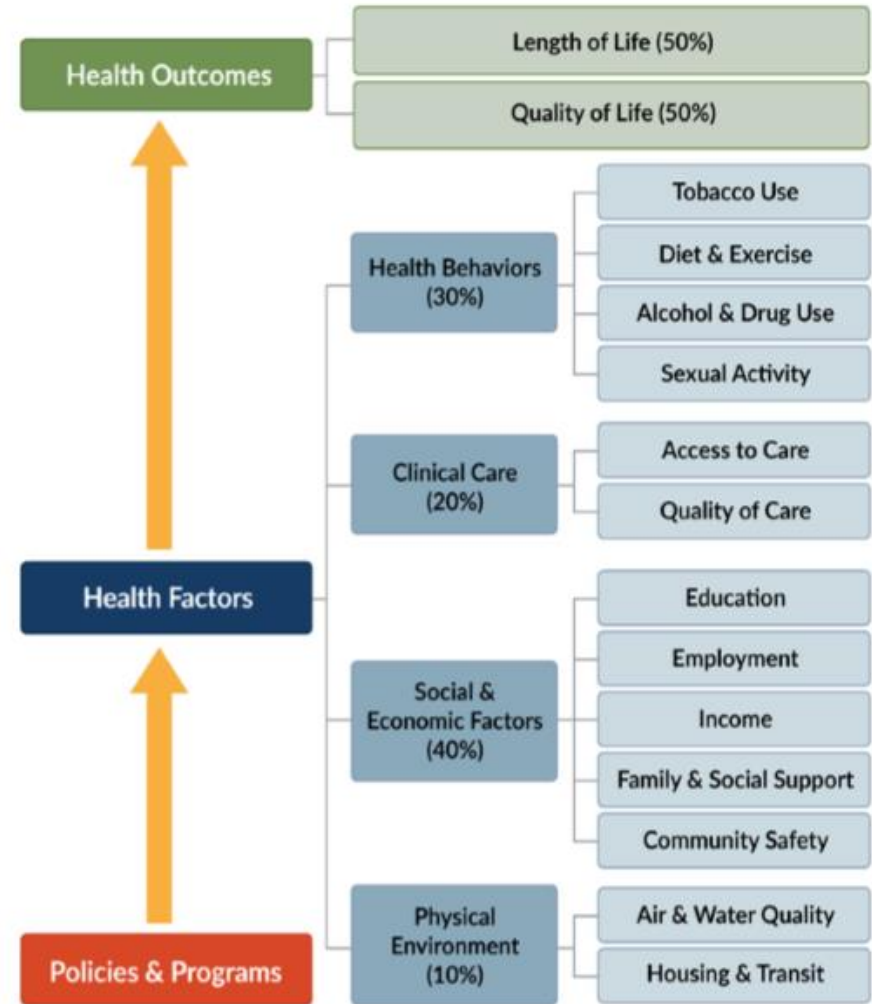 Health Outcomes
Length of Life (50%)
Quality of Life (50%)
Health Factors
Health Behaviors
(30%)
Tobacco Use
Diet & Exercise
Alcohol & Drug Use
Sexual Activity
Clinical Care
(20%)
Access to Care
Quality of Care
Social &
Economic Factors
(40%)
Education
Employment
Income
Family & Social Support
Community Safety
Physical
Environment
(10%)
Air & Water Quality
Housing & Transit
Policies & Programs